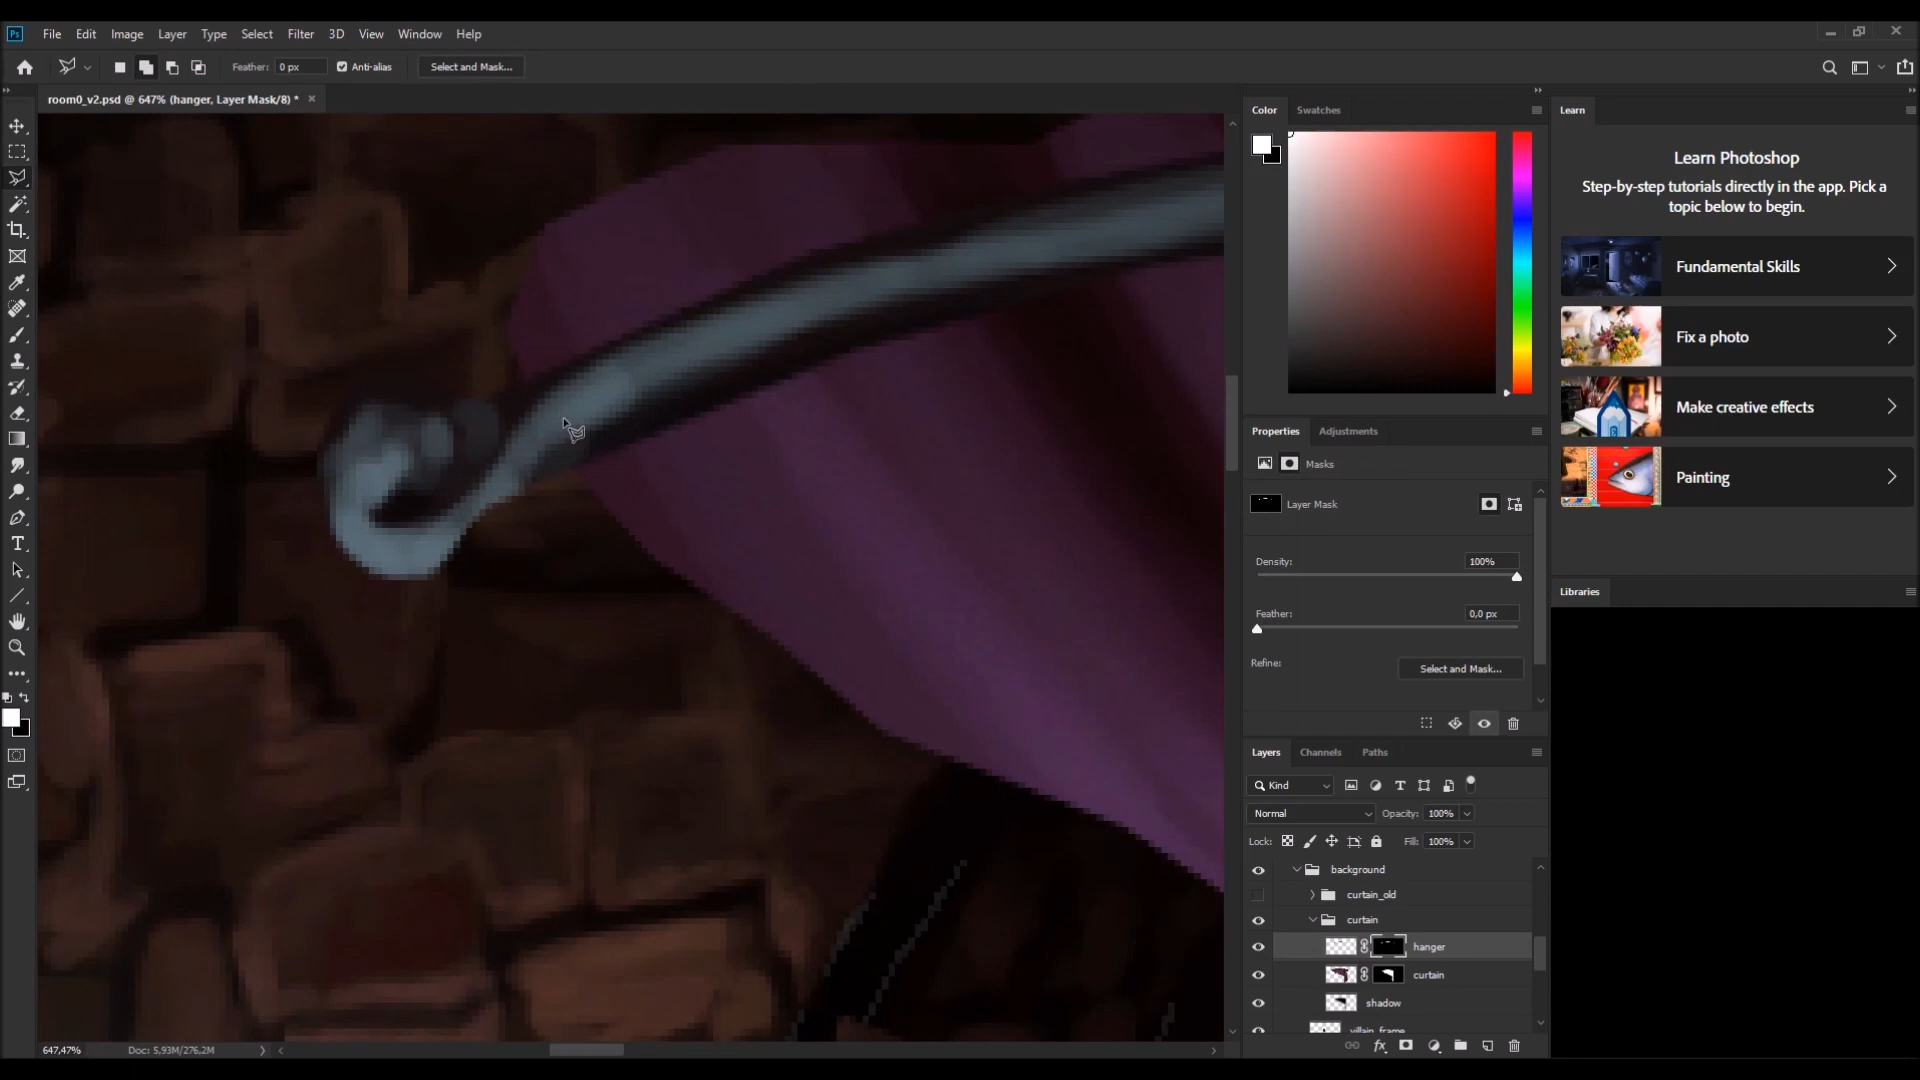 Ps File Edit Image Layer Type Select Filter 3D View Window Help
Feather: 0 px Anti-alias Select and Mask...
room0_v2.psd @ 647% (hanger, Layer Mask/8) *
Color Swatches
Learn
Learn Photoshop
Step-by-step tutorials directly in the app. Pick a
topic below to begin.
Fundamental Skills
Fix a photo
Make creative effects
Painting
Properties Adjustments
Masks
Layer Mask
Density: 100%
Feather: 0,0 px
Refine: Select and Mask...
Libraries
Layers Channels Paths
Kind
Normal Opacity: 100%
Lock: Fill: 100%
background
curtain_old
curtain
hanger
curtain
shadow
villain_frame
647,47% Doc: 5,93M/276,2M